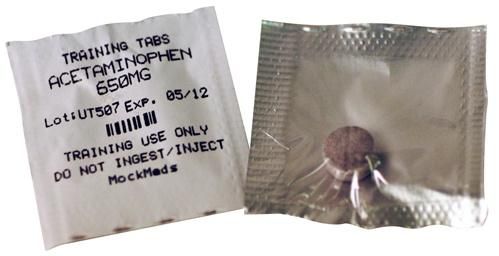 TRAINING TABS
ACETAMINOPHEN
650MG
Lot:UT507 Exp. 05/12
TRAINING USE ONLY
DO NOT INGEST/INJECT
MockMeds